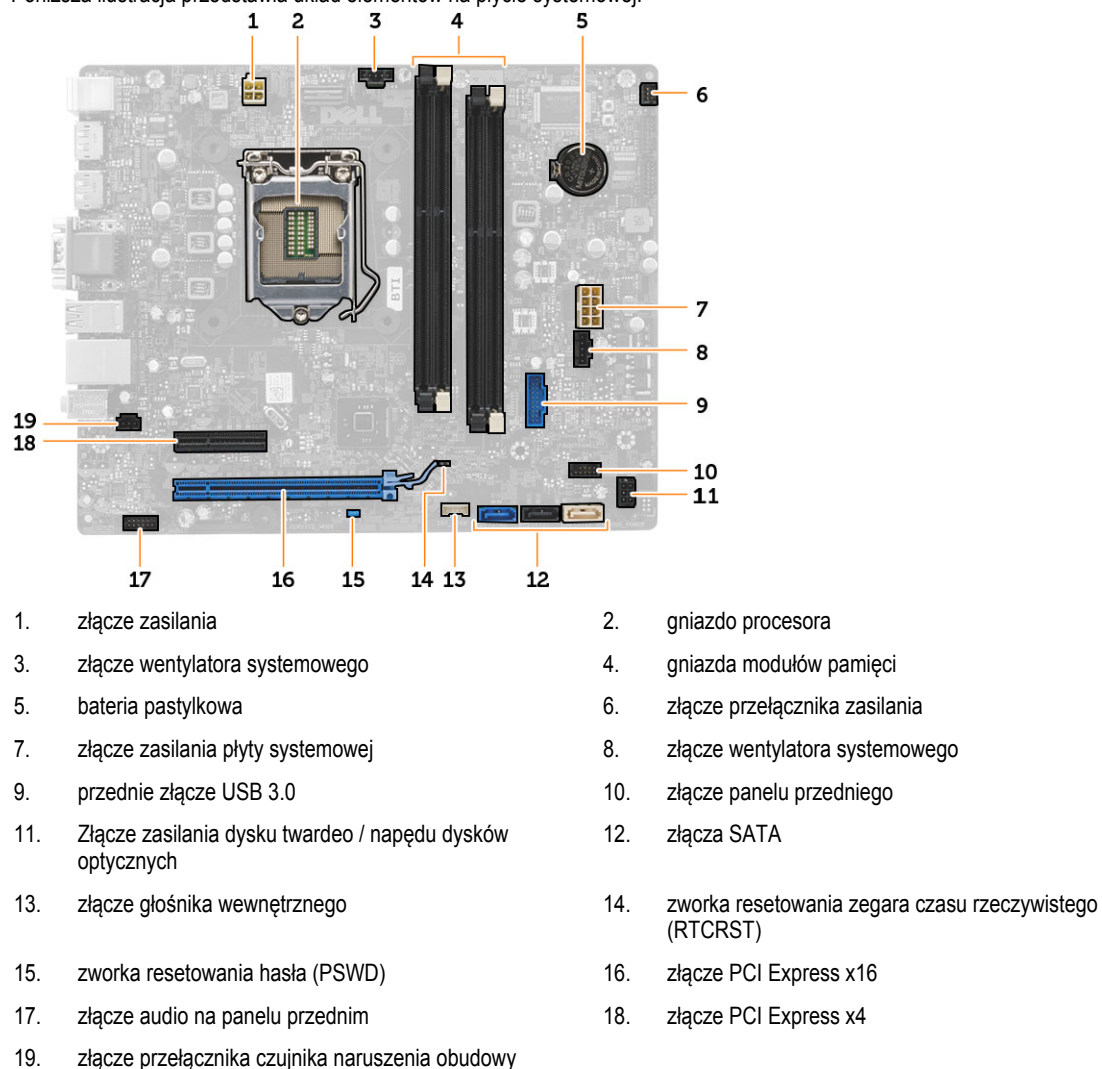 Poniższa ilustracja przedstawia układ elementów na płycie systemowej.
1 2 3 4 5
6
DELL
BTI
7
8
9
19
18
10
11
17 16 15 14 13 12
1. złącze zasilania 2. gniazdo procesora
3. złącze wentylatora systemowego 4. gniazda modułów pamięci
5. bateria pastylkowa 6. złącze przełącznika zasilania
7. złącze zasilania płyty systemowej 8. złącze wentylatora systemowego
9. przednie złącze USB 3.0 10. złącze panelu przedniego
11. Złącze zasilania dysku twardeo / napędu dysków 12. złącza SATA
optycznych
13. złącze głośnika wewnętrznego 14. zworka resetowania zegara czasu rzeczywistego
(RTCRST)
15. zworka resetowania hasła (PSWD) 16. złącze PCI Express x16
17. złącze audio na panelu przednim 18. złącze PCI Express x4
19. złącze przełącznika czujnika naruszenia obudowy